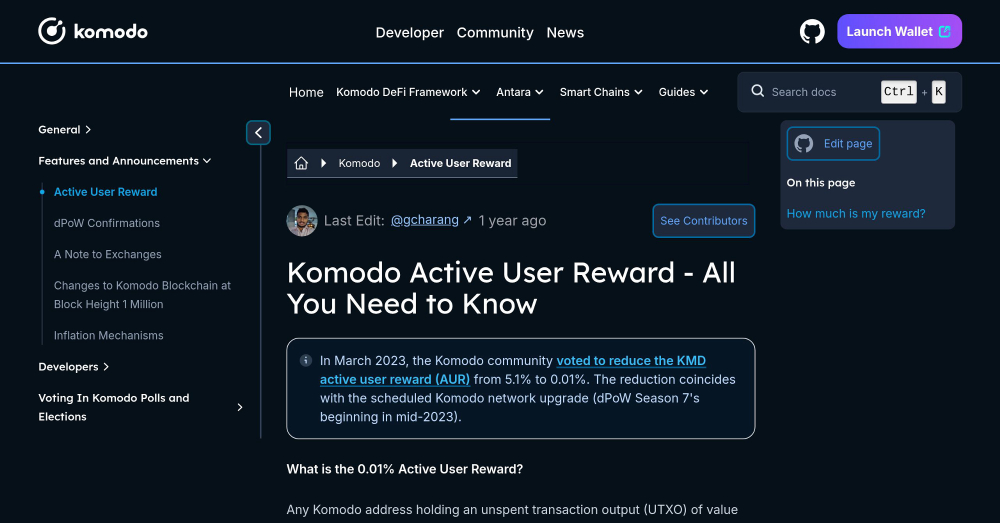 komodo
Developer Community News
Launch Wallet
Home Komodo DeFi Framework Antara Smart Chains Guides
Search docs Ctrl + K
General
Features and Announcements
Active User Reward
dPoW Confirmations
A Note to Exchanges
Changes to Komodo Blockchain at
Block Height 1 Million
Inflation Mechanisms
Developers
Voting In Komodo Polls and
Elections
Komodo Active User Reward
Last Edit: @gcharang ↗ 1 year ago
See Contributors
Komodo Active User Reward - All
You Need to Know
In March 2023, the Komodo community voted to reduce the KMD
active user reward (AUR) from 5.1% to 0.01%. The reduction coincides
with the scheduled Komodo network upgrade (dPoW Season 7's
beginning in mid-2023).
What is the 0.01% Active User Reward?
Any Komodo address holding an unspent transaction output (UTXO) of value
Edit page
On this page
How much is my reward?